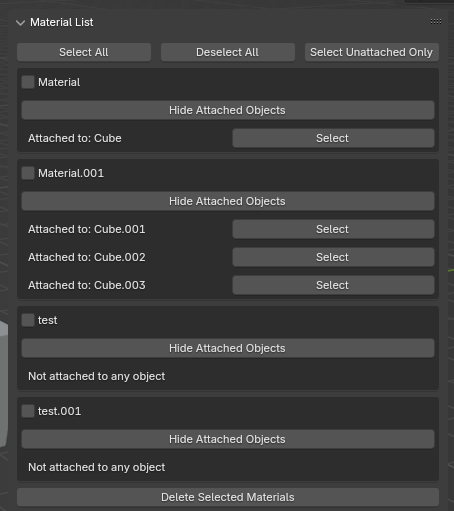 Material List
Select All Deselect All Select Unattached Only
Material
Hide Attached Objects
Attached to: Cube Select
Material.001
Hide Attached Objects
Attached to: Cube.001 Select
Attached to: Cube.002 Select
Attached to: Cube.003 Select
test
Hide Attached Objects
Not attached to any object
test.001
Hide Attached Objects
Not attached to any object
Delete Selected Materials